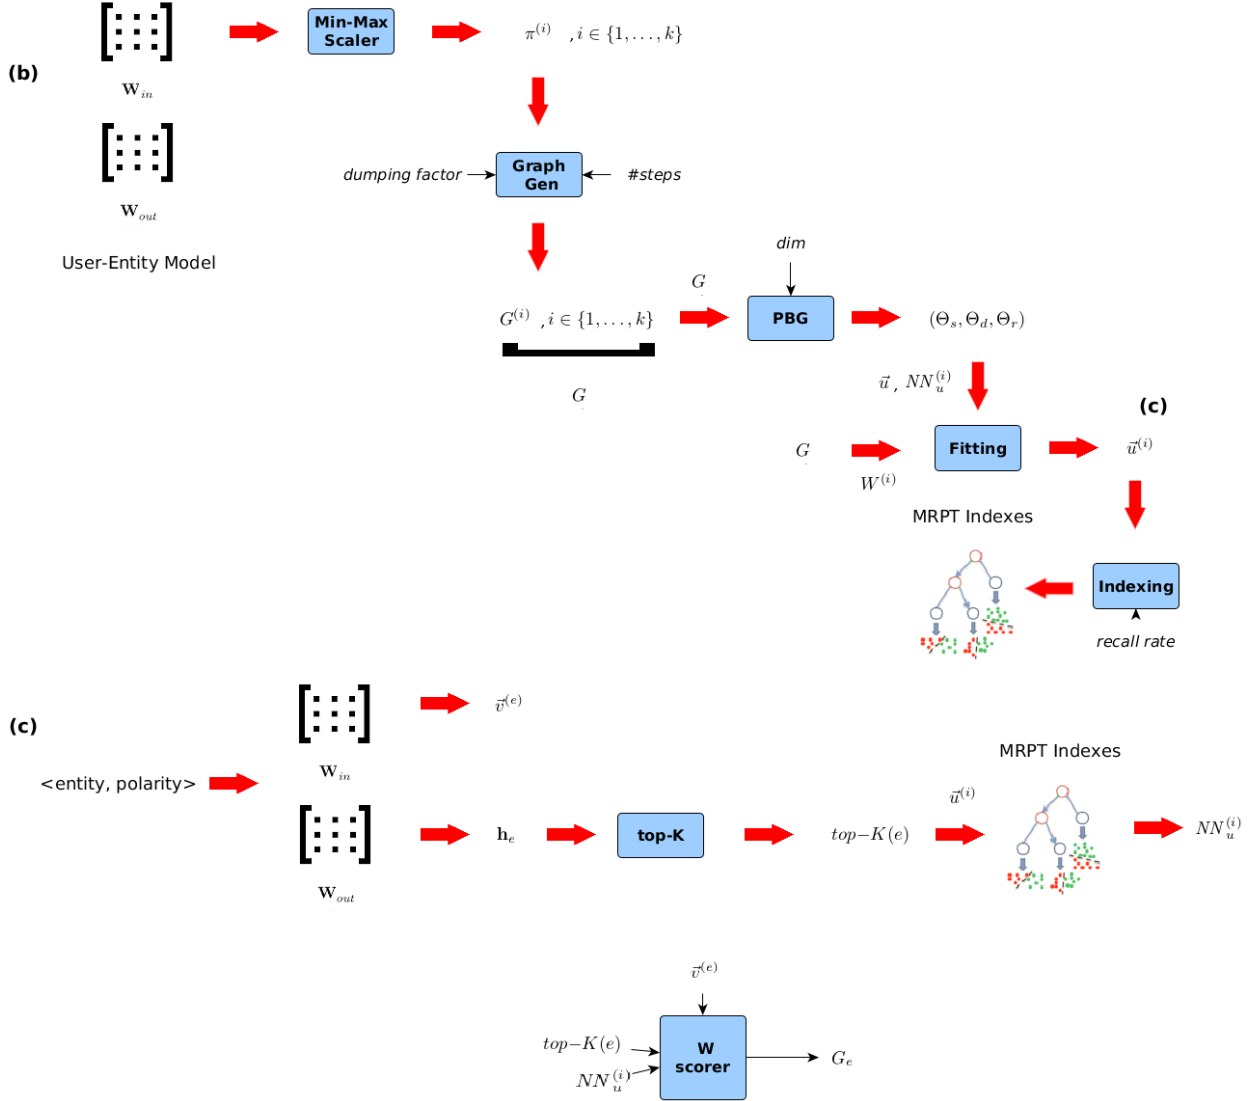 (b)
W_in
Min-Max
Scaler
π^(i) , i ∈ {1, . . . , k}
W_out
User-Entity Model
dumping factor
Graph
Gen
#steps
dim
G^(i) , i ∈ {1, . . . , k}
G
PBG
(Θ_s, Θ_d, Θ_r)
G
u⃗ , NN_u^(i)
(c)
G
W^(i)
Fitting
u⃗^(i)
MRPT Indexes
Indexing
recall rate
(c)
<entity, polarity>
W_in
v⃗^(e)
W_out
h_e
top-K
top−K(e)
u⃗^(i)
MRPT Indexes
NN_u^(i)
v⃗^(e)
top−K(e)
NN_u^(i)
W
scorer
G_e